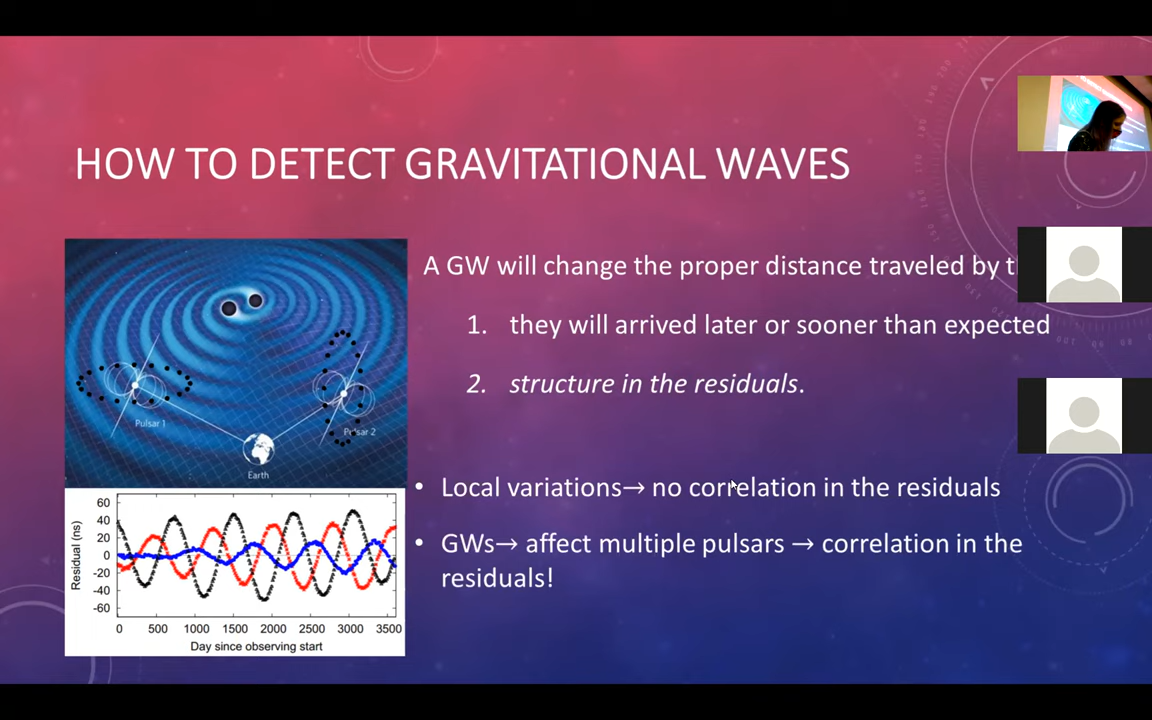 HOW TO DETECT GRAVITATIONAL WAVES
A GW will change the proper distance traveled by
1. they will arrived later or sooner than expected
2. structure in the residuals.
Pulsar 1
Pulsar 2
Earth
• Local variations→ no correlation in the residuals
• GWs→ affect multiple pulsars → correlation in the
residuals!
Residual (ns)
60
40
20
0
-20
-40
-60
0 500 1000 1500 2000 2500 3000 3500
Day since observing start